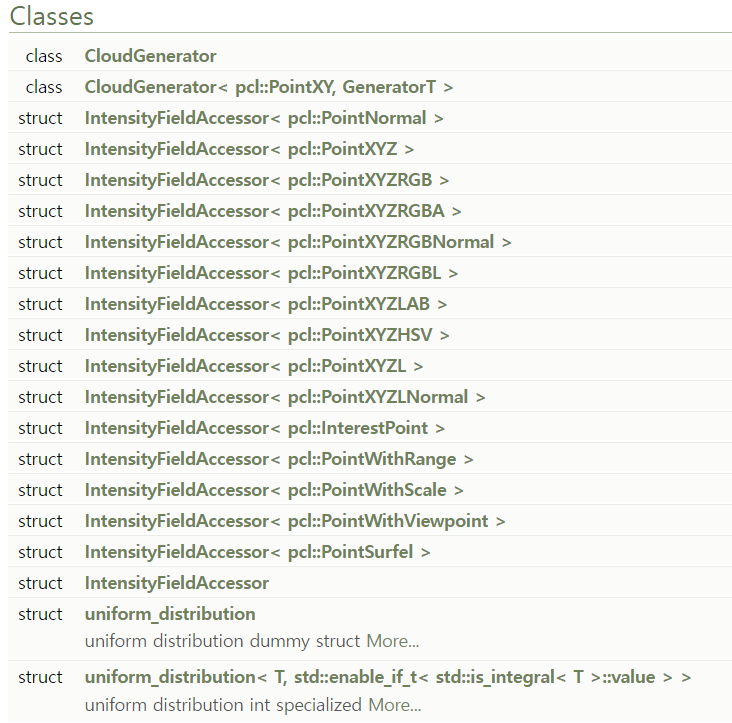 Classes
class CloudGenerator
class CloudGenerator< pcl::PointXY, GeneratorT >
struct IntensityFieldAccessor< pcl::PointNormal >
struct IntensityFieldAccessor< pcl::PointXYZ >
struct IntensityFieldAccessor< pcl::PointXYZRGB >
struct IntensityFieldAccessor< pcl::PointXYZRGBA >
struct IntensityFieldAccessor< pcl::PointXYZRGBNormal >
struct IntensityFieldAccessor< pcl::PointXYZRGBL >
struct IntensityFieldAccessor< pcl::PointXYZLAB >
struct IntensityFieldAccessor< pcl::PointXYZHSV >
struct IntensityFieldAccessor< pcl::PointXYZL >
struct IntensityFieldAccessor< pcl::PointXYZLNormal >
struct IntensityFieldAccessor< pcl::InterestPoint >
struct IntensityFieldAccessor< pcl::PointWithRange >
struct IntensityFieldAccessor< pcl::PointWithScale >
struct IntensityFieldAccessor< pcl::PointWithViewpoint >
struct IntensityFieldAccessor< pcl::PointSurfel >
struct IntensityFieldAccessor
struct uniform_distribution
uniform distribution dummy struct More...
struct uniform_distribution< T, std::enable_if_t< std::is_integral< T >::value > >
uniform distribution int specialized More...